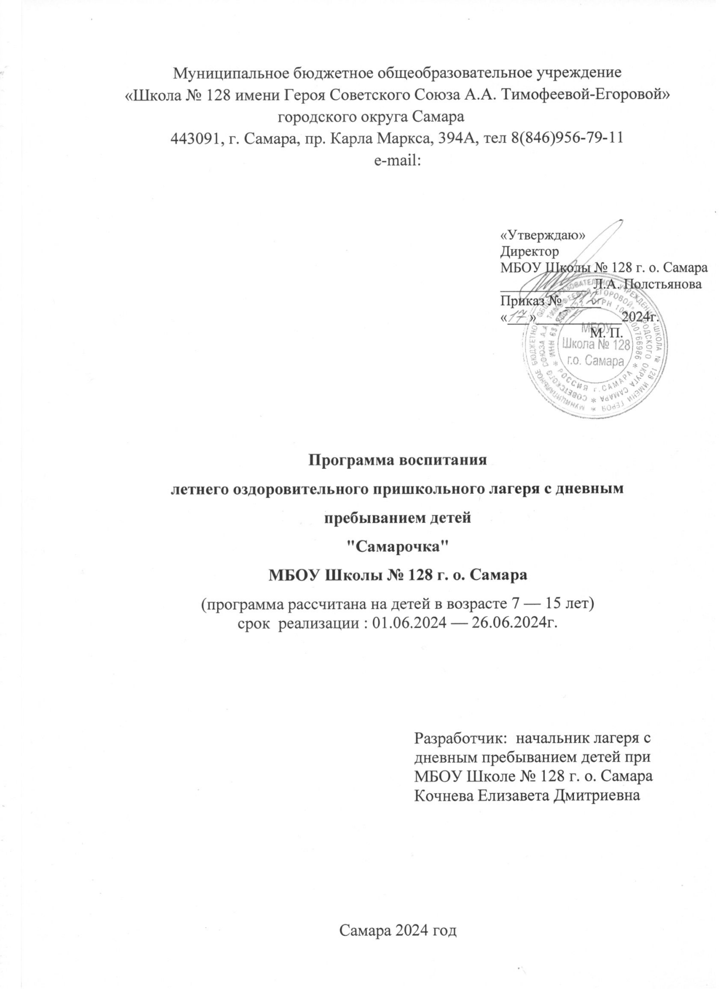 Муниципальное бюджетное общеобразовательное учреждение
«Школа № 128 имени Героя Советского Союза А.А. Тимофеевой-Егоровой»
городского округа Самара
443091, г. Самара, пр. Карла Маркса, 394А, тел 8(846)956-79-11
e-mail:
«Утверждаю»
Директор
МБОУ Школы № 128 г. о. Самара
____________ Л.А. Полстьянова
Приказ № _____
«17»____________2024г.
М. П.
МБОУ
Школа № 128
г.о. Самара
Программа воспитания
летнего оздоровительного пришкольного лагеря с дневным
пребыванием детей
"Самарочка"
МБОУ Школы № 128 г. о. Самара
(программа рассчитана на детей в возрасте 7 — 15 лет)
срок  реализации : 01.06.2024 — 26.06.2024г.
Разработчик:  начальник лагеря с
дневным пребыванием детей при
МБОУ Школе № 128 г. о. Самара
Кочнева Елизавета Дмитриевна
Самара 2024 год